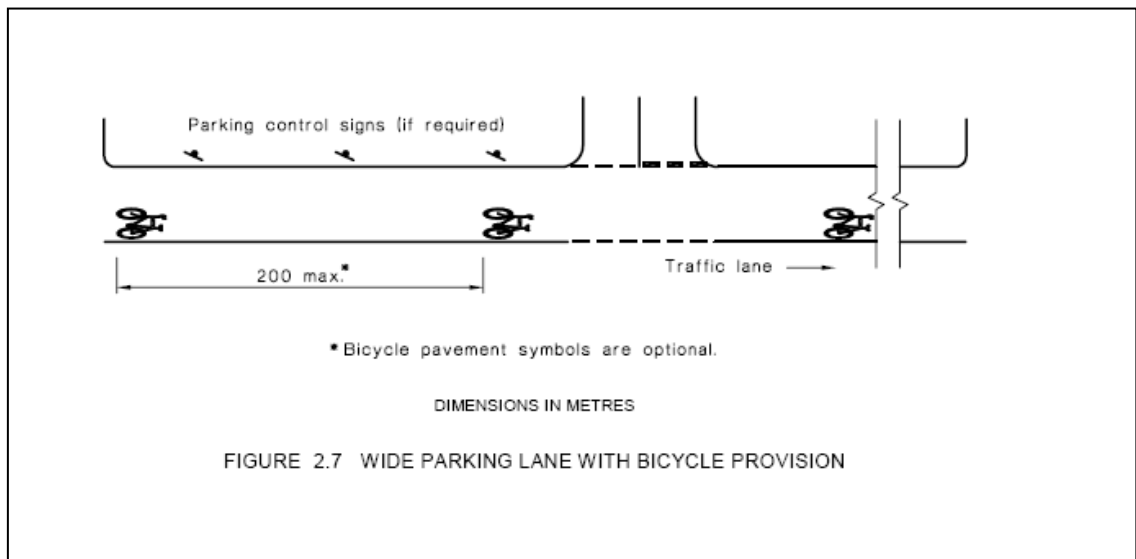 Parking control signs (if required)
Traffic lane
200 max.*
* Bicycle pavement symbols are optional.
DIMENSIONS IN METRES
FIGURE 2.7 WIDE PARKING LANE WITH BICYCLE PROVISION